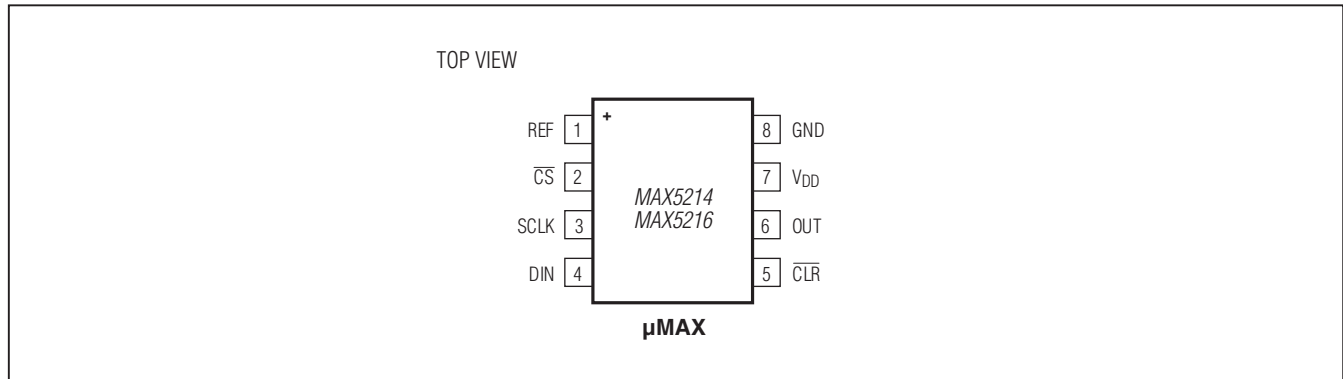 TOP VIEW
+
REF 1
CS 2
SCLK 3
DIN 4
MAX5214
MAX5216
8 GND
7 VDD
6 OUT
5 CLR
µMAX